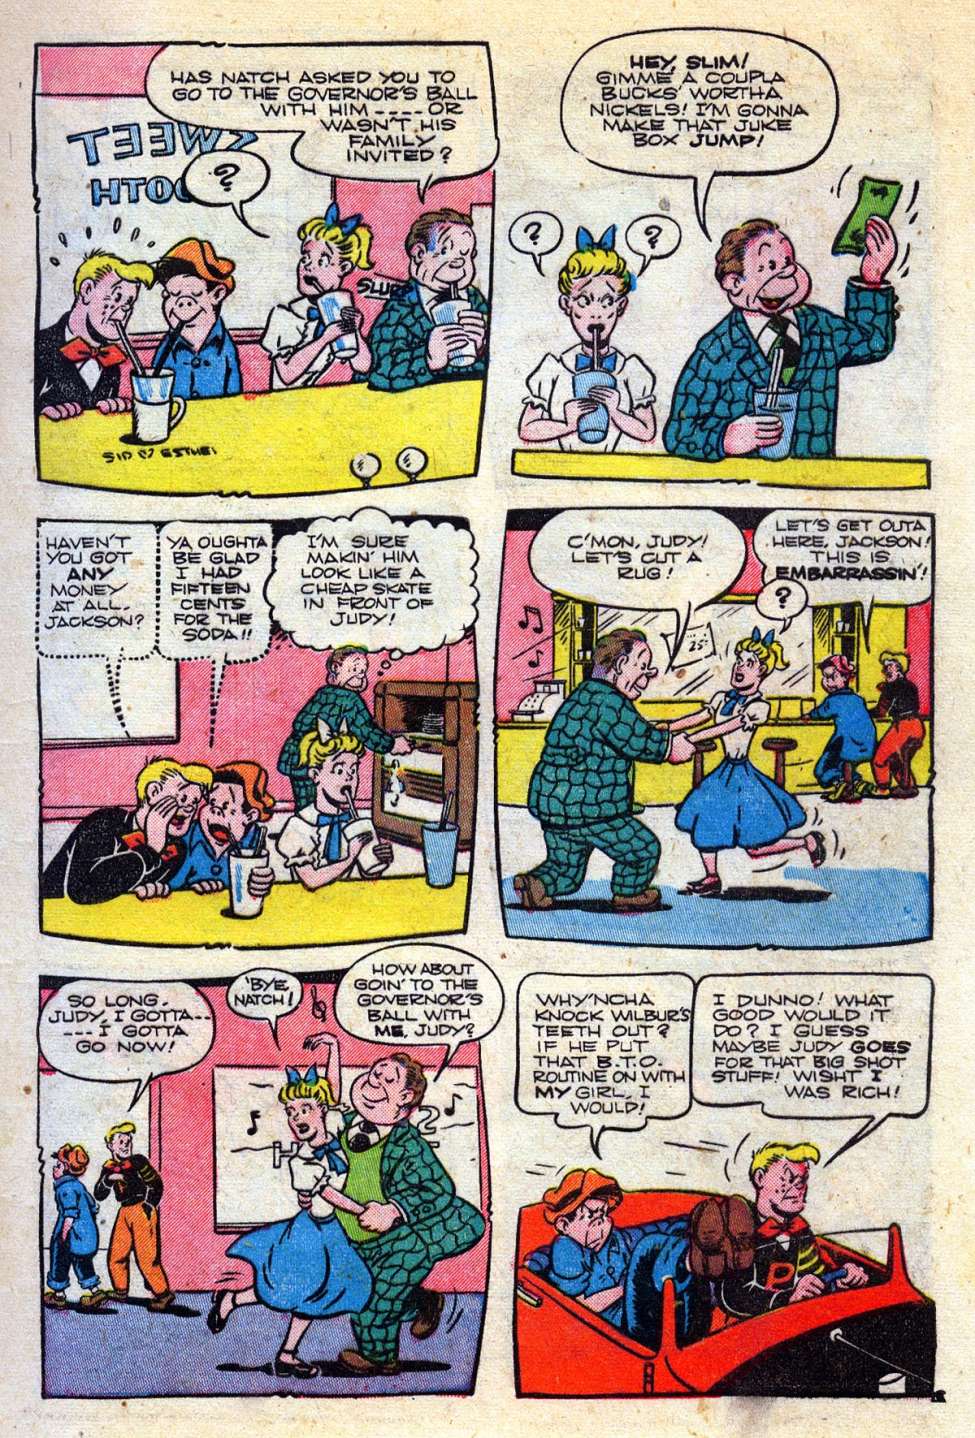 HAS NATCH ASKED YOU TO
GO TO THE GOVERNOR'S BALL
WITH HIM ---- OR
WASN'T HIS
FAMILY
INVITED?
SWEET
OOTH
?
SLURP
SID ♡ ESTHE
HEY, SLIM!
GIMME A COUPLA
BUCKS' WORTHA
NICKELS! I'M GONNA
MAKE THAT JUKE
BOX JUMP!
?
?
HAVEN'T
YOU GOT
ANY
MONEY
AT ALL,
JACKSON?
YA OUGHTA
BE GLAD
I HAD
FIFTEEN
CENTS
FOR THE
SODA!!
I'M SURE
MAKIN' HIM
LOOK LIKE A
CHEAP SKATE
IN FRONT OF
JUDY!
C'MON, JUDY!
LET'S CUT A
RUG!
LET'S GET OUTA
HERE, JACKSON!
THIS IS
EMBARRASSIN'!
?
25¢
SO LONG,
JUDY, I GOTTA--
---I GOTTA
GO NOW!
'BYE,
NATCH!
HOW ABOUT
GOIN' TO THE
GOVERNOR'S
BALL WITH
ME, JUDY?
WHY'NCHA
KNOCK WILBUR'S
TEETH OUT?
IF HE PUT
THAT B.T.O.
ROUTINE ON WITH
MY GIRL, I
WOULD!
I DUNNO! WHAT
GOOD WOULD IT
DO? I GUESS
MAYBE JUDY GOES
FOR THAT BIG SHOT
STUFF! WISHT I
WAS RICH!
P